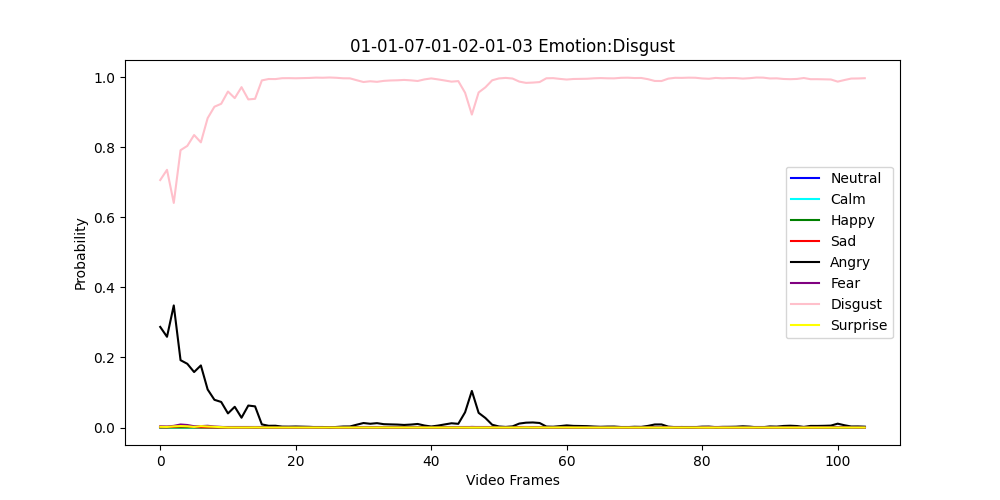 01-01-07-01-02-01-03 Emotion:Disgust
Probability
1.0
0.8
0.6
0.4
0.2
0.0
Neutral
Calm
Happy
Sad
Angry
Fear
Disgust
Surprise
0 20 40 60 80 100
Video Frames